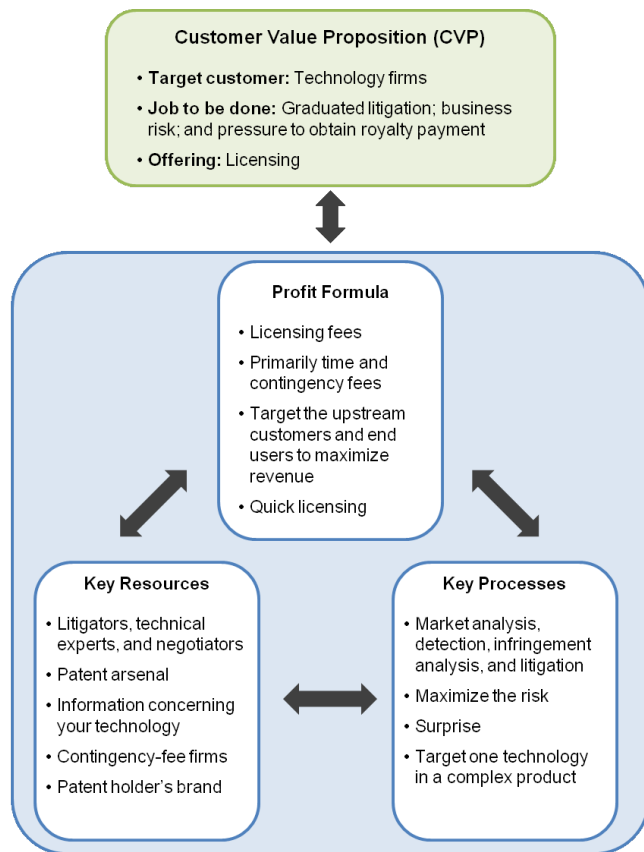 Customer Value Proposition (CVP)
• Target customer: Technology firms
• Job to be done: Graduated litigation; business
risk; and pressure to obtain royalty payment
• Offering: Licensing
Profit Formula
• Licensing fees
• Primarily time and
contingency fees
• Target the upstream
customers and end
users to maximize
revenue
• Quick licensing
Key Resources
• Litigators, technical
experts, and negotiators
• Patent arsenal
• Information concerning
your technology
• Contingency-fee firms
• Patent holder's brand
Key Processes
• Market analysis,
detection, infringement
analysis, and litigation
• Maximize the risk
• Surprise
• Target one technology
in a complex product